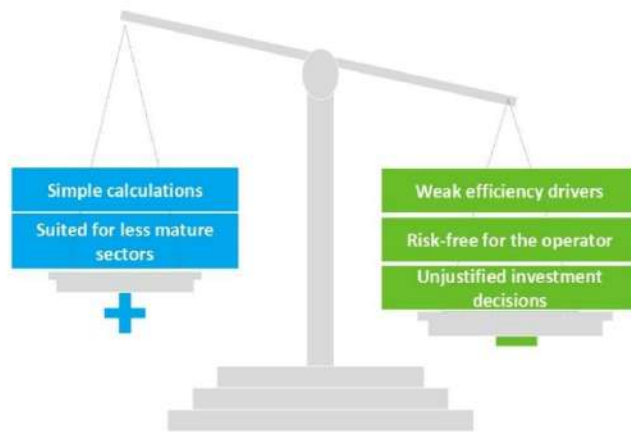 Simple calculations
Suited for less mature
sectors
Weak efficiency drivers
Risk-free for the operator
Unjustified investment
decisions